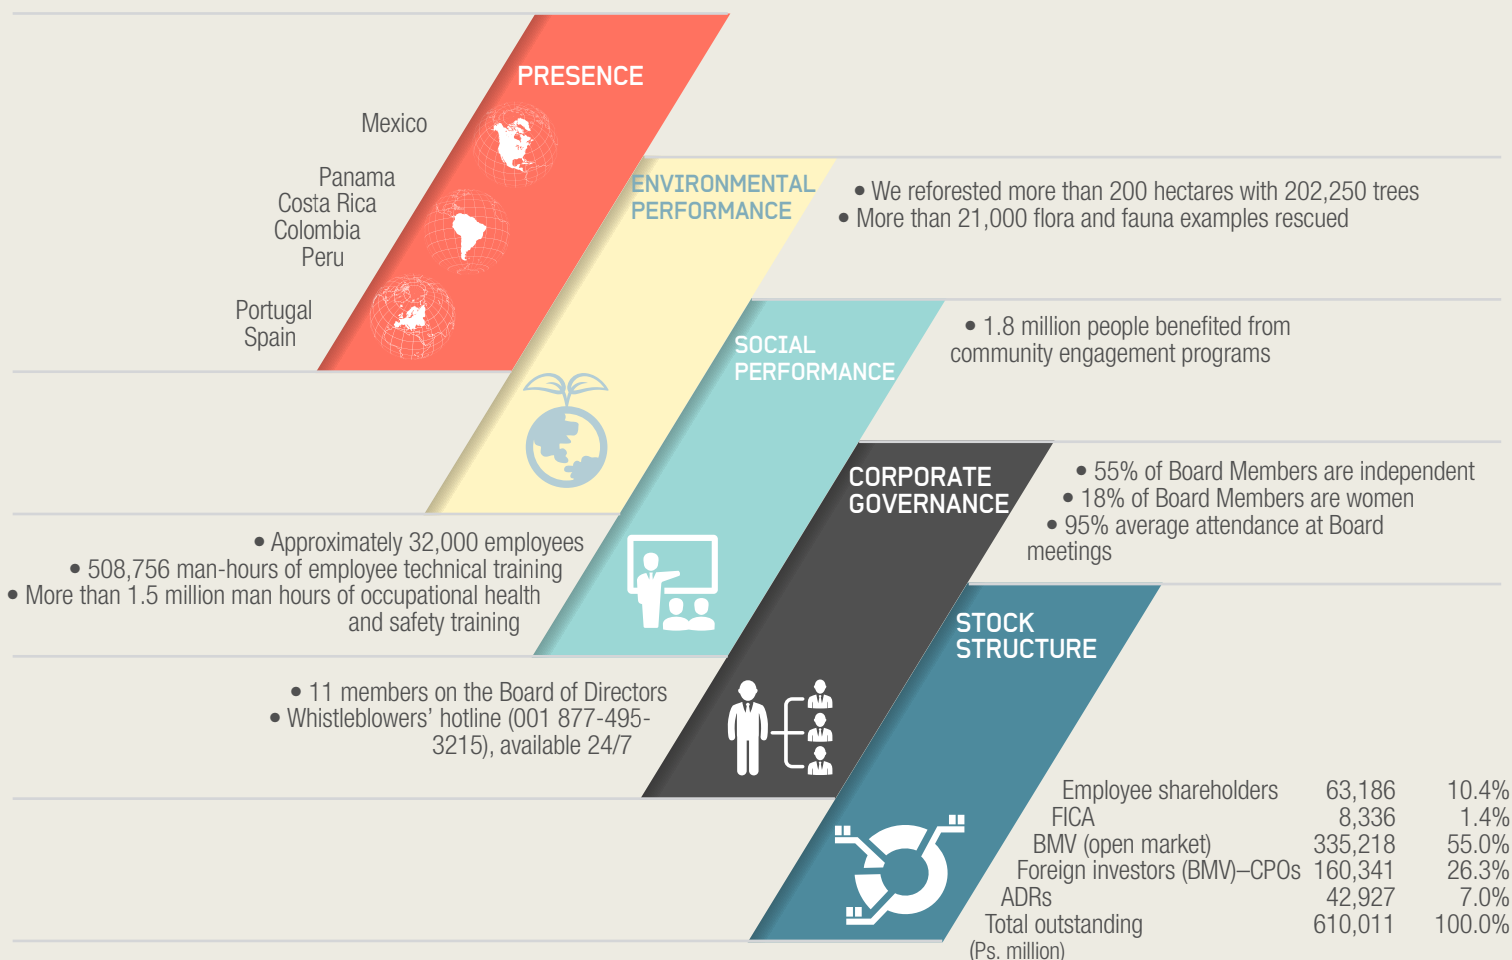 PRESENCE
Mexico
Panama
Costa Rica
Colombia
Peru
Portugal
Spain
ENVIRONMENTAL
PERFORMANCE
• We reforested more than 200 hectares with 202,250 trees
• More than 21,000 flora and fauna examples rescued
SOCIAL
PERFORMANCE
• 1.8 million people benefited from
community engagement programs
• Approximately 32,000 employees
• 508,756 man-hours of employee technical training
• More than 1.5 million man hours of occupational health
and safety training
CORPORATE
GOVERNANCE
• 55% of Board Members are independent
• 18% of Board Members are women
• 95% average attendance at Board
meetings
• 11 members on the Board of Directors
• Whistleblowers’ hotline (001 877-495-
3215), available 24/7
STOCK
STRUCTURE
Employee shareholders 63,186 10.4%
FICA 8,336 1.4%
BMV (open market) 335,218 55.0%
Foreign investors (BMV)–CPOs 160,341 26.3%
ADRs 42,927 7.0%
Total outstanding 610,011 100.0%
(Ps. million)